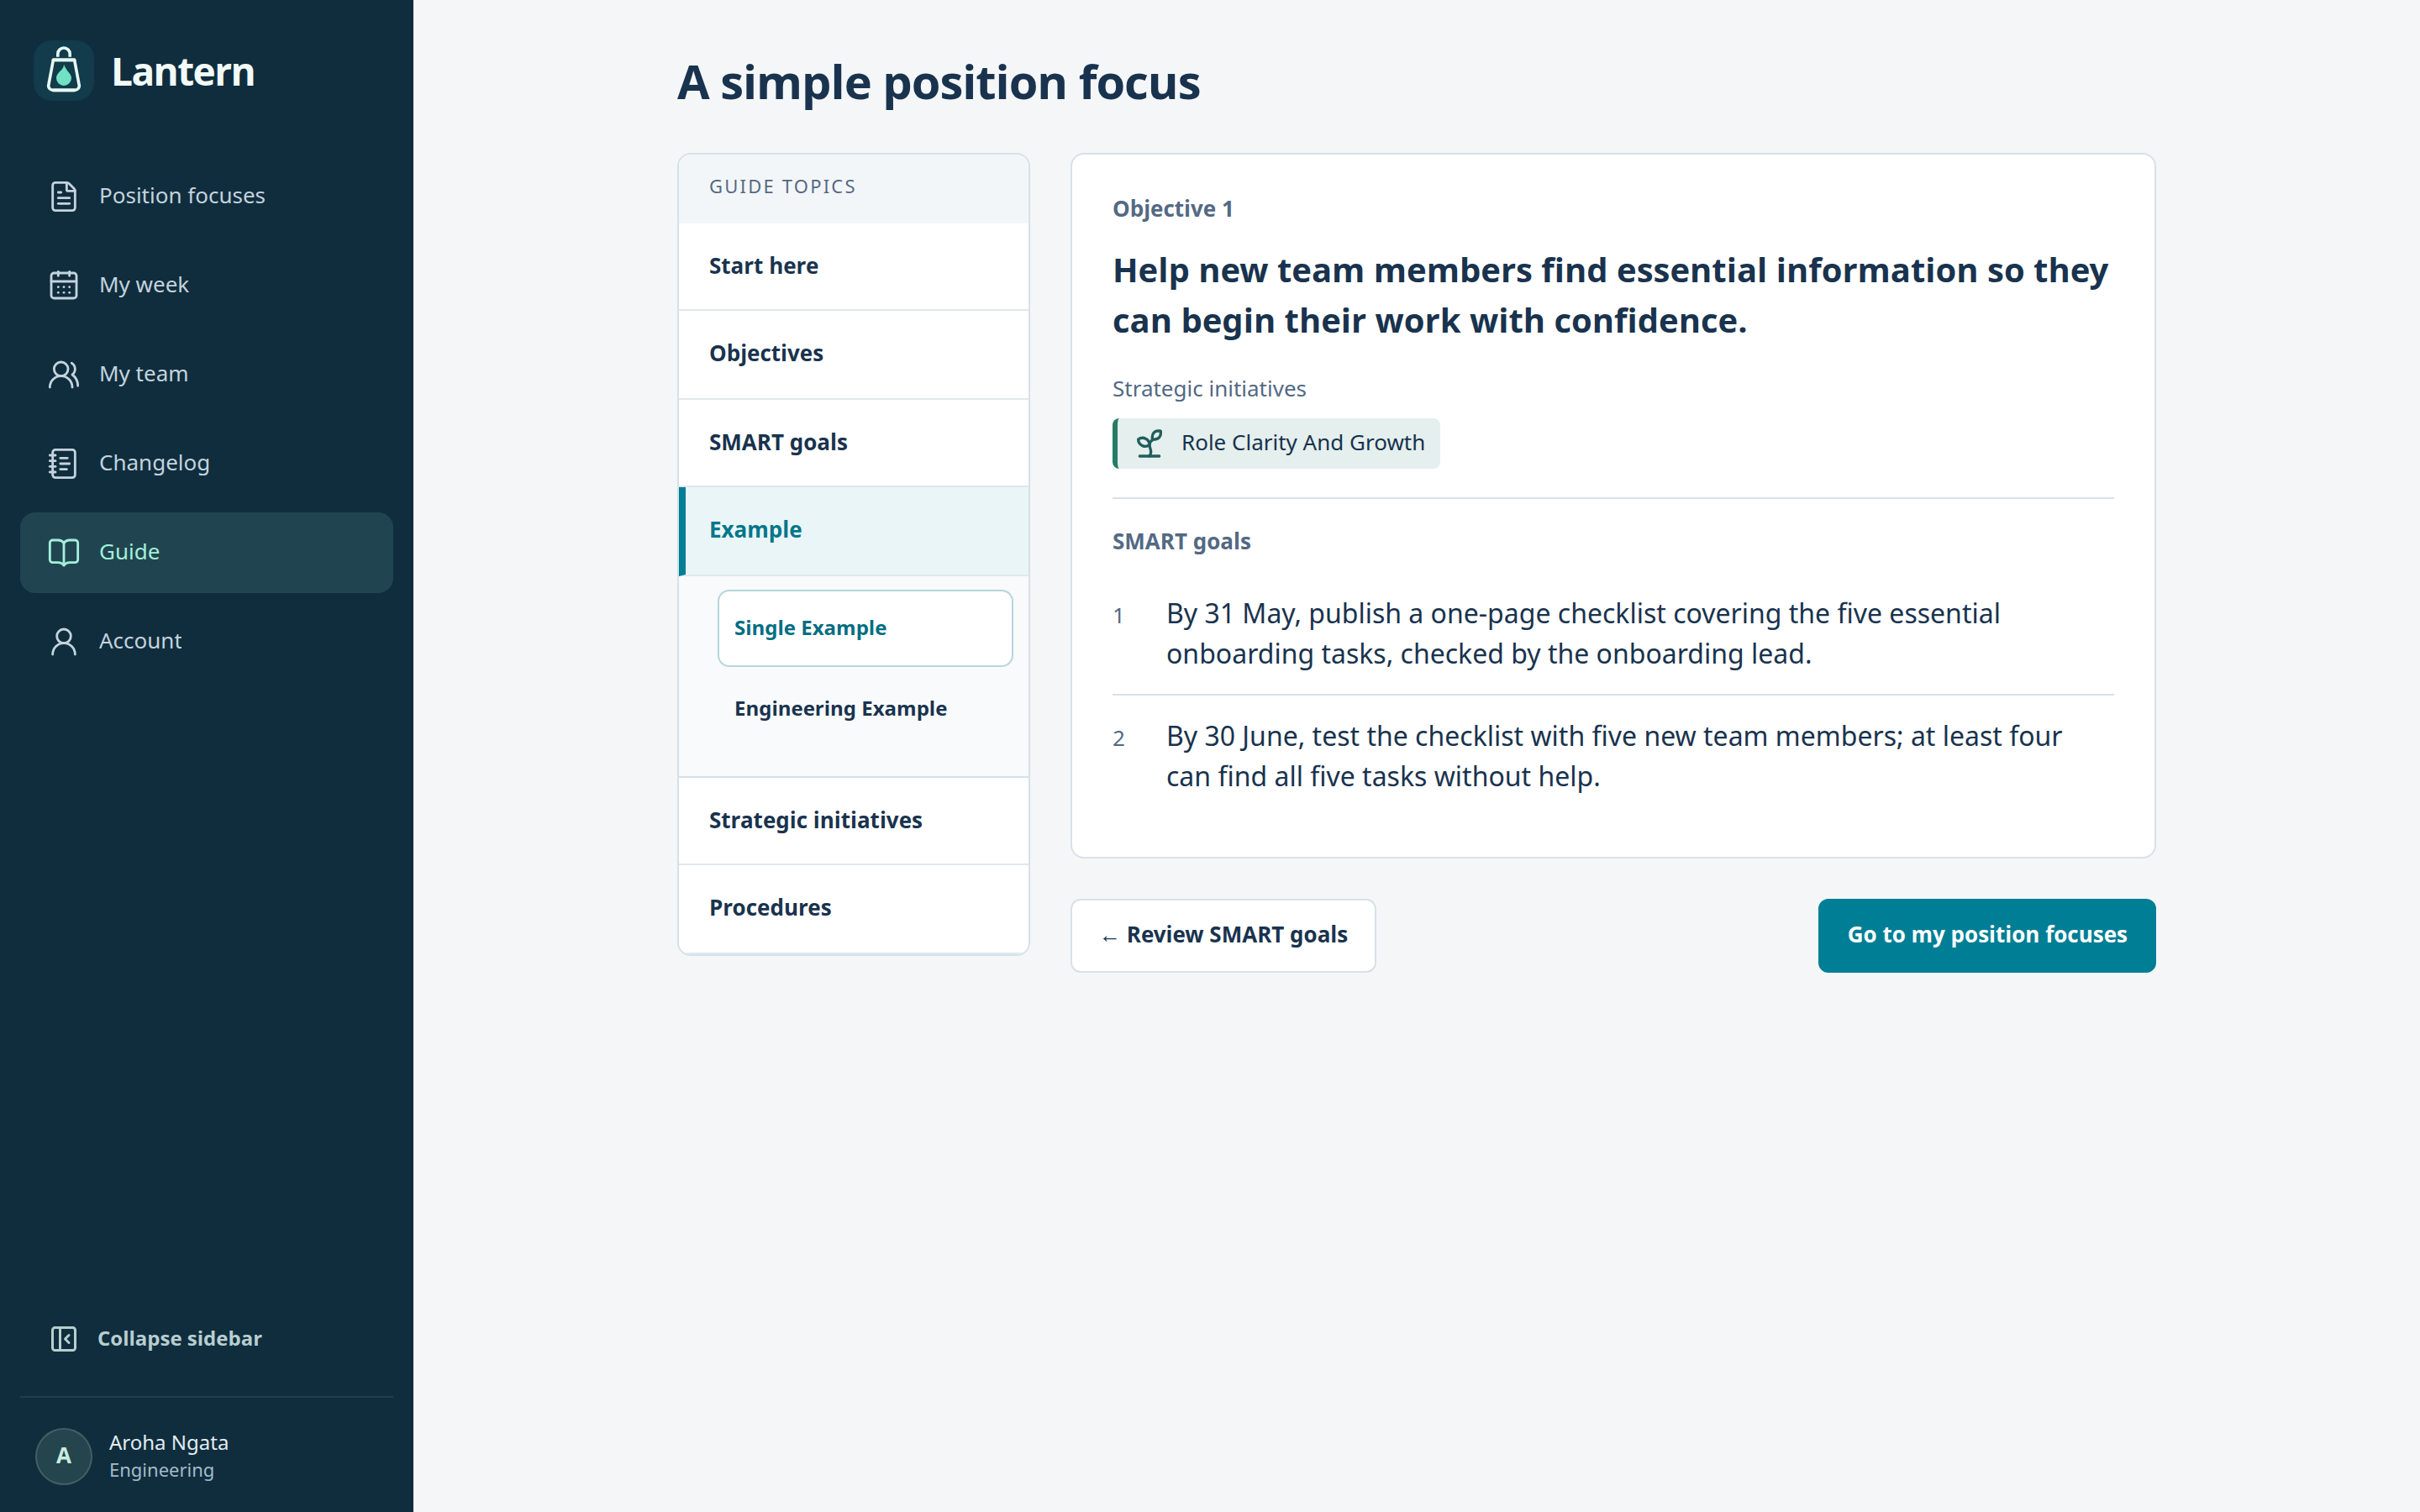 Lantern
Position focuses
My week
My team
Changelog
Guide
Account
Collapse sidebar
A
Aroha Ngata
Engineering
A simple position focus
GUIDE TOPICS
Start here
Objectives
SMART goals
Example
Single Example
Engineering Example
Strategic initiatives
Procedures
Objective 1
Help new team members find essential information so they
can begin their work with confidence.
Strategic initiatives
Role Clarity And Growth
SMART goals
1 By 31 May, publish a one-page checklist covering the five essential
onboarding tasks, checked by the onboarding lead.
2 By 30 June, test the checklist with five new team members; at least four
can find all five tasks without help.
← Review SMART goals
Go to my position focuses